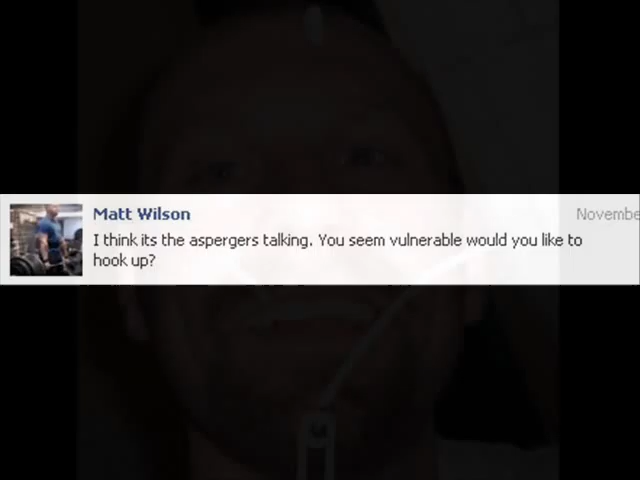 Matt Wilson
Novembe
I think its the aspergers talking. You seem vulnerable would you like to
hook up?